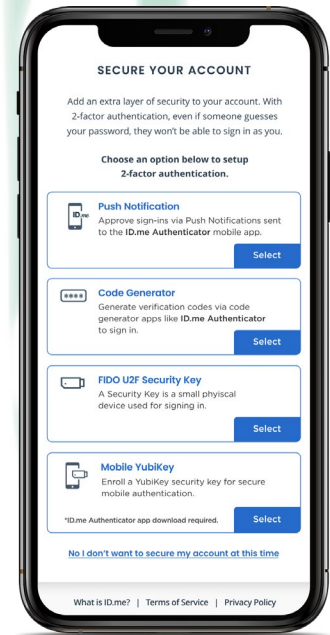 SECURE YOUR ACCOUNT
Add an extra layer of security to your account. With
2-factor authentication, even if someone guesses
your password, they won't be able to sign in as you.
Choose an option below to setup
2-factor authentication.
ID.me
Push Notification
Approve sign-ins via Push Notifications sent
to the ID.me Authenticator mobile app.
Select
****
Code Generator
Generate verification codes via code
generator apps like ID.me Authenticator
to sign in.
Select
FIDO U2F Security Key
A Security Key is a small phyiscal
device used for signing in.
Select
Mobile YubiKey
Enroll a YubiKey security key for secure
mobile authentication.
*ID.me Authenticator app download required.
Select
No I don't want to secure my account at this time
What is ID.me? | Terms of Service | Privacy Policy